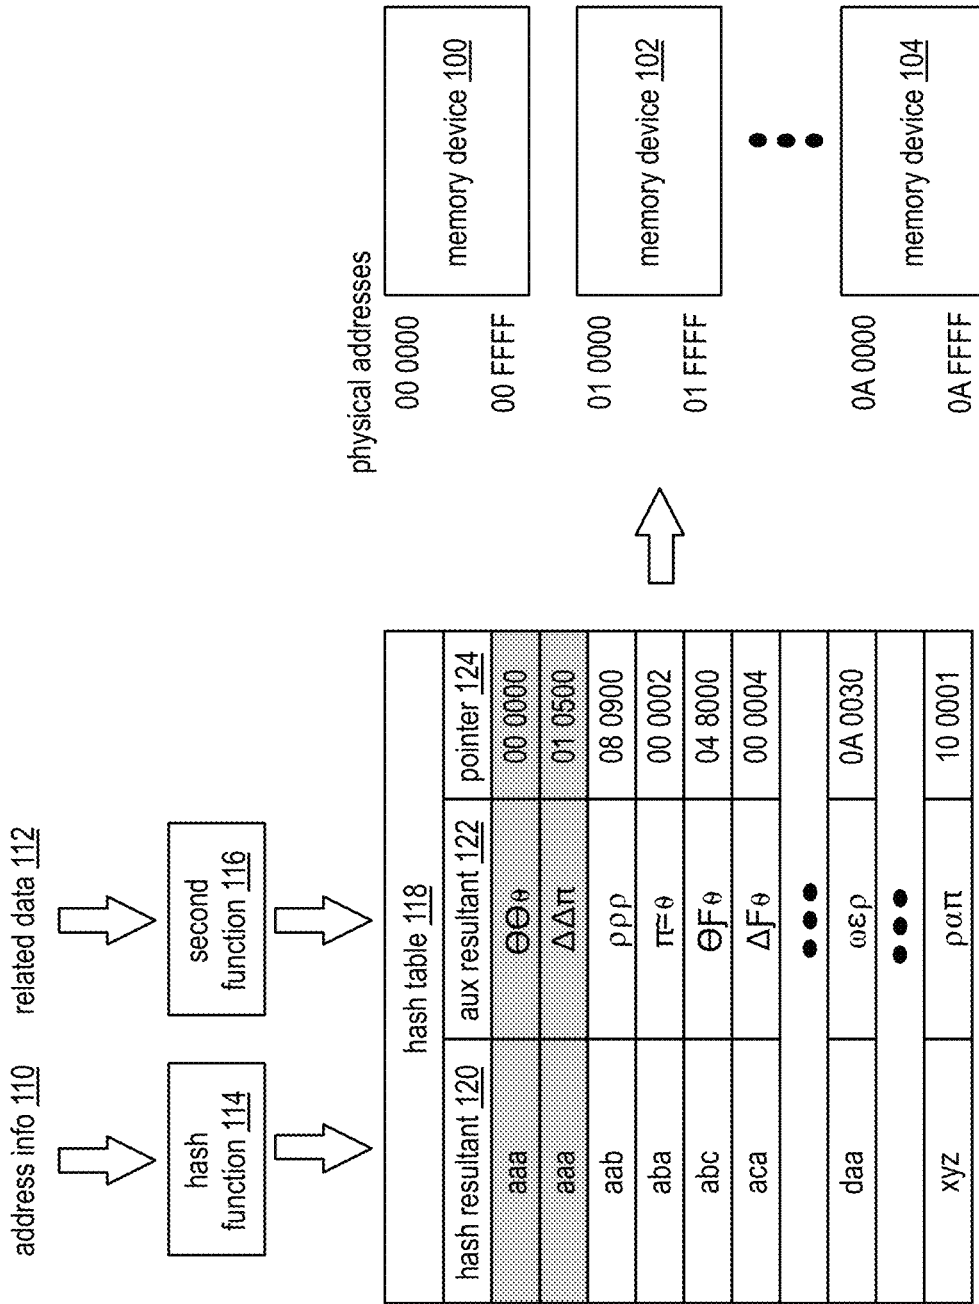 address info 110
related data 112
hash
function 114
second
function 116
hash table 118
hash resultant 120 aux resultant 122 pointer 124
aaa ΘΘθ 00 0000
aaa ΔΔπ 01 0500
aab ρρρ 08 0900
aba π≃θ 00 0002
abc ΘƑθ 04 8000
aca ΔƑθ 00 0004
daa ωερ 0A 0030
xyz ραπ 10 0001
physical addresses
00 0000
memory device 100
00 FFFF
01 0000
memory device 102
01 FFFF
0A 0000
memory device 104
0A FFFF